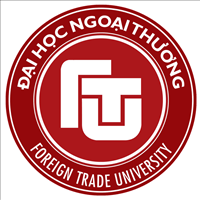 ĐẠI HỌC NGOẠI THƯƠNG
FTU
FOREIGN TRADE UNIVERSITY